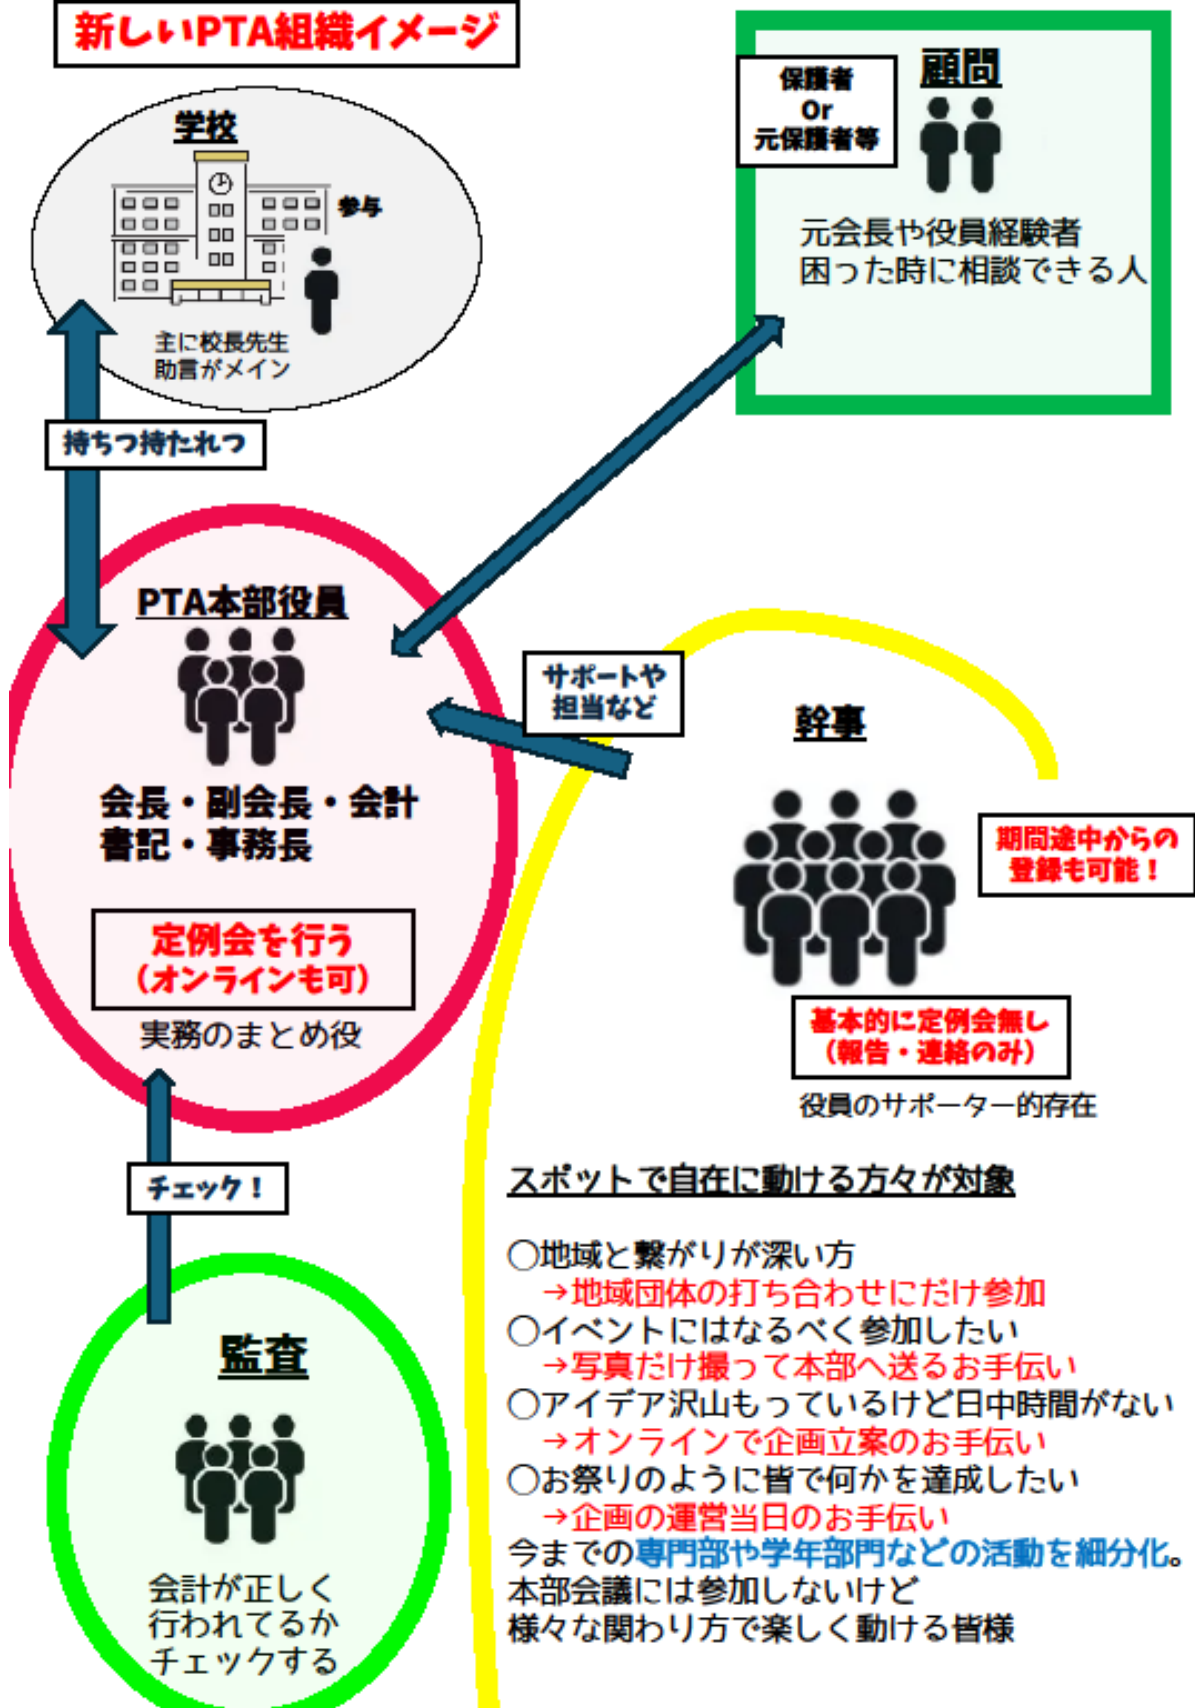 新しいPTA組織イメージ
学校
参与
主に校長先生
助言がメイン
保護者
Or
元保護者等
顧問
元会長や役員経験者
困った時に相談できる人
持ちつ持たれつ
PTA本部役員
会長・副会長・会計
書記・事務長
定例会を行う
（オンラインも可）
実務のまとめ役
サポートや
担当など
幹事
期間途中からの
登録も可能！
基本的に定例会無し
（報告・連絡のみ）
役員のサポーター的存在
チェック！
監査
会計が正しく
行われてるか
チェックする
スポットで自在に動ける方々が対象
〇地域と繋がりが深い方
→地域団体の打ち合わせにだけ参加
〇イベントにはなるべく参加したい
→写真だけ撮って本部へ送るお手伝い
〇アイデア沢山もっているけど日中時間がない
→オンラインで企画立案のお手伝い
〇お祭りのように皆で何かを達成したい
→企画の運営当日のお手伝い
今までの専門部や学年部門などの活動を細分化。
本部会議には参加しないけど
様々な関わり方で楽しく動ける皆様